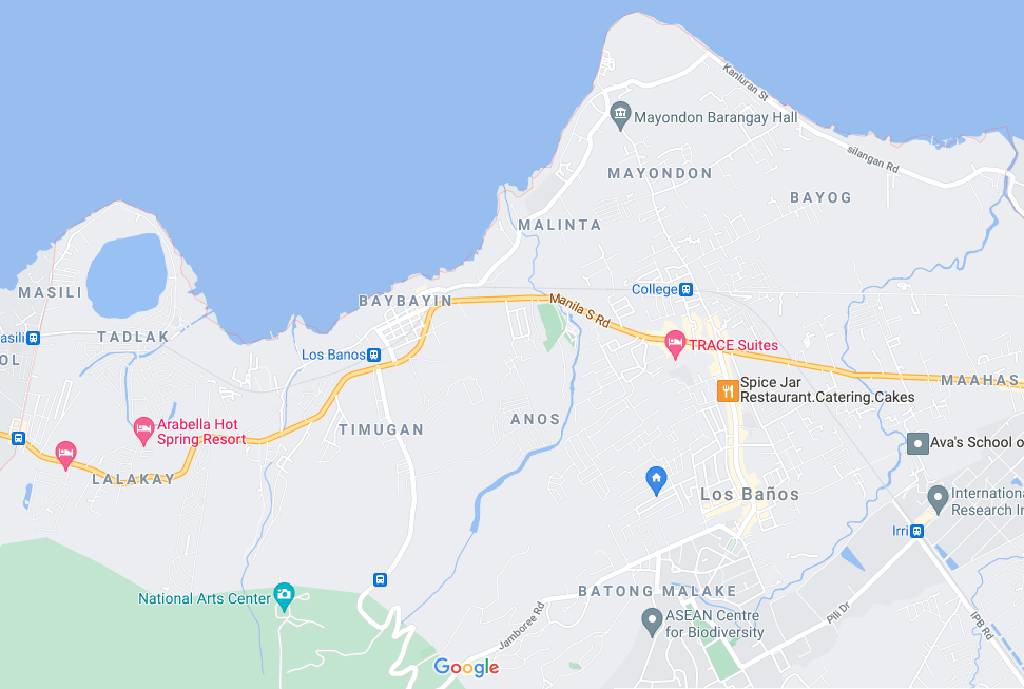 Kanluran St
Mayondon Barangay Hall
silangan Rd
MAYONDON
BAYOG
MALINTA
College
MASILI
BAYBAYIN
Manila S Rd
asili
TADLAK
TRACE Suites
OL
Los Banos
MAAHAS
Spice Jar
Restaurant.Catering.Cakes
Arabella Hot
Spring Resort
TIMUGAN
ANOS
Ava's School o
LALAKAY
Los Baños
Internationa
Research In
Irri
National Arts Center
BATONG MALAKE
Jamboree Rd
ASEAN Centre
for Biodiversity
Pili Dr
IPB Rd
Google